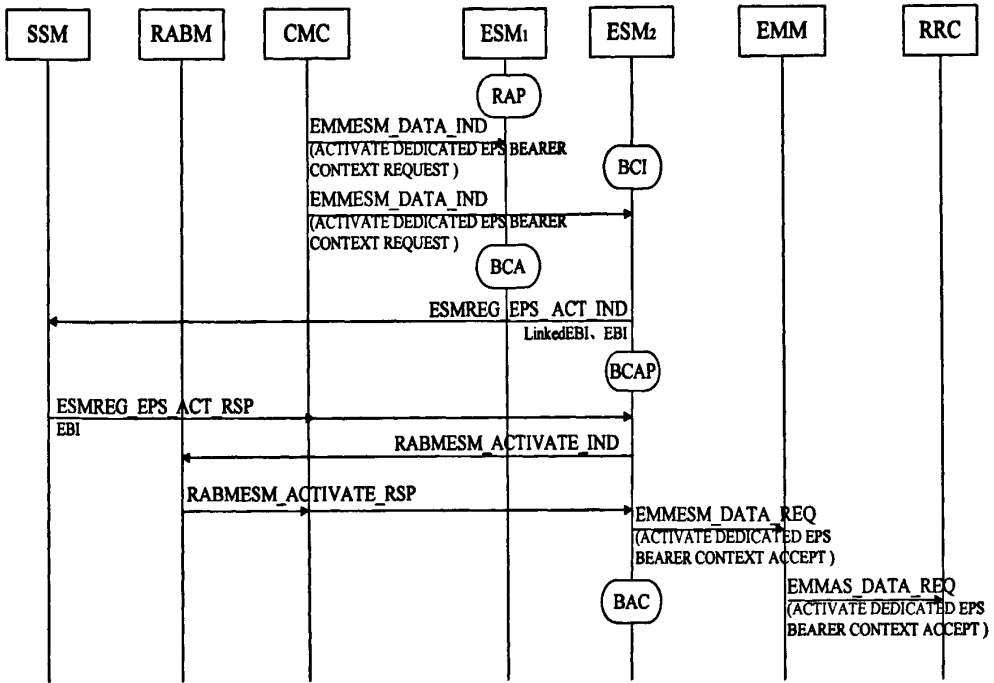 SSM
RABM
CMC
ESM1
ESM2
EMM
RRC
RAP
EMMESM_DATA_IND
(ACTIVATE DEDICATED EPS BEARER
CONTEXT REQUEST )
BCI
EMMESM_DATA_IND
(ACTIVATE DEDICATED EPS BEARER
CONTEXT REQUEST )
BCA
ESMREG_EPS_ACT_IND
LinkedEBI、EBI
BCAP
ESMREG_EPS_ACT_RSP
EBI
RABMESM_ACTIVATE_IND
RABMESM_ACTIVATE_RSP
EMMESM_DATA_REQ
(ACTIVATE DEDICATED EPS
BEARER CONTEXT ACCEPT )
BAC
EMMAS_DATA_REQ
(ACTIVATE DEDICATED EPS
BEARER CONTEXT ACCEPT )